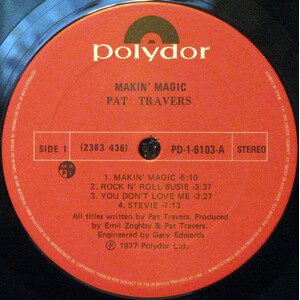 polydor
MAKIN' MAGIC
PAT TRAVERS
SIDE 1 (2383 436) PD-1-6103-A STEREO
1. MAKIN' MAGIC -6:10
2. ROCK N' ROLL SUSIE -3:37
3. YOU DON'T LOVE ME -3:27
4. STEVIE - 7:13
All titles written by Pat Travers. Produced
by Emil Zoghby & Pat Travers.
Engineered by Gary Edwards.
℗ 1977 Polydor Ltd.